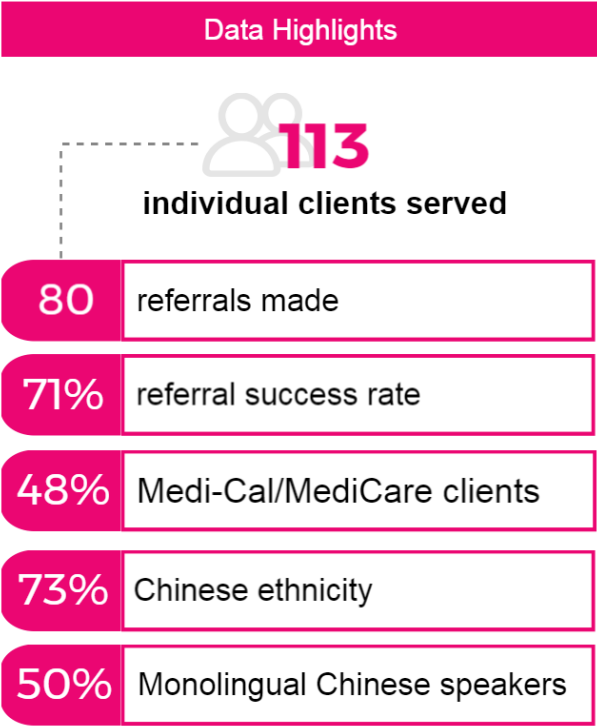 Data Highlights
113
individual clients served
80 referrals made
71% referral success rate
48% Medi-Cal/MediCare clients
73% Chinese ethnicity
50% Monolingual Chinese speakers